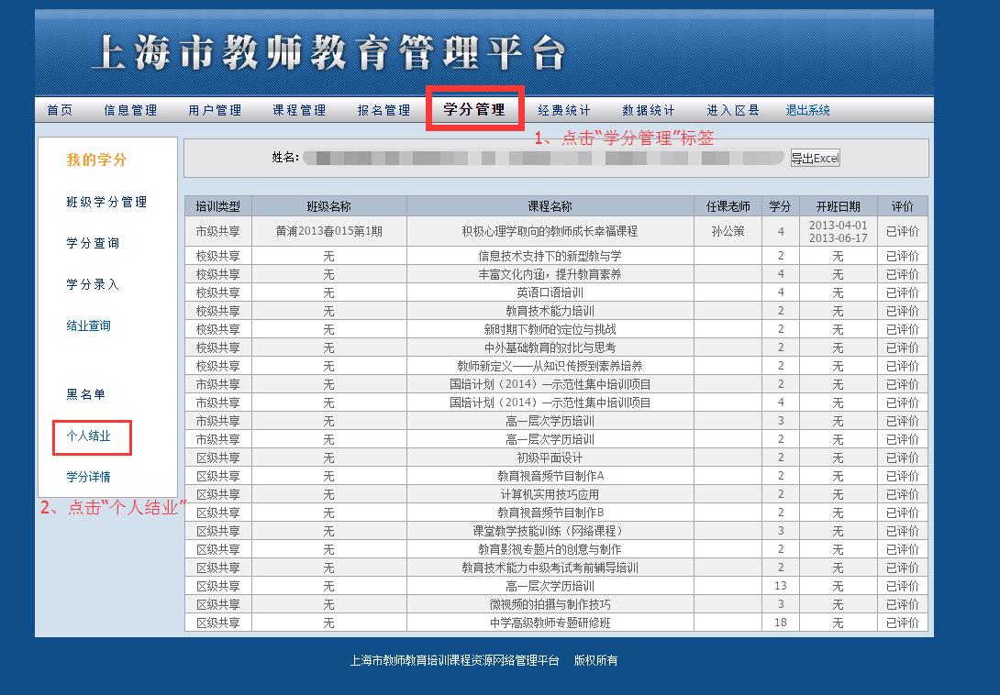 上海市教师教育管理平台
首页 信息管理 用户管理 课程管理 报名管理 学分管理 经费统计 数据统计 进入区县 退出系统
1、点击“学分管理”标签
我的学分
班级学分管理
学分查询
学分录入
结业查询
黑名单
个人结业
学分详情
2、点击“个人结业”
姓名: 导出Excel
培训类型 班级名称 课程名称 任课老师 学分 开班日期 评价
市级共享 黄浦2013春015第1期 积极心理学取向的教师成长幸福课程 孙公策 4 2013-04-01 2013-06-17 已评价
校级共享 无 信息技术支持下的新型教与学 2 无 已评价
校级共享 无 丰富文化内涵，提升教育素养 4 无 已评价
校级共享 无 英语口语培训 4 无 已评价
校级共享 无 教育技术能力培训 2 无 已评价
校级共享 无 新时期下教师的定位与挑战 2 无 已评价
校级共享 无 中外基础教育的对比与思考 2 无 已评价
校级共享 无 教师新定义——从知识传授到素养培养 2 无 已评价
市级共享 无 国培计划（2014）—示范性集中培训项目 2 无 已评价
市级共享 无 国培计划（2014）—示范性集中培训项目 4 无 已评价
市级共享 无 高一层次学历培训 3 无 已评价
市级共享 无 高一层次学历培训 2 无 已评价
区级共享 无 初级平面设计 2 无 已评价
区级共享 无 教育视音频节目制作A 2 无 已评价
区级共享 无 计算机实用技巧应用 2 无 已评价
区级共享 无 教育视音频节目制作B 2 无 已评价
区级共享 无 课堂教学技能训练（网络课程） 3 无 已评价
区级共享 无 教育影视专题片的创意与制作 2 无 已评价
区级共享 无 教育技术能力中级考试考前辅导培训 2 无 已评价
区级共享 无 高一层次学历培训 13 无 已评价
区级共享 无 微视频的拍摄与制作技巧 3 无 已评价
区级共享 无 中学高级教师专题研修班 18 无 已评价
上海市教师教育培训课程资源网络管理平台 版权所有